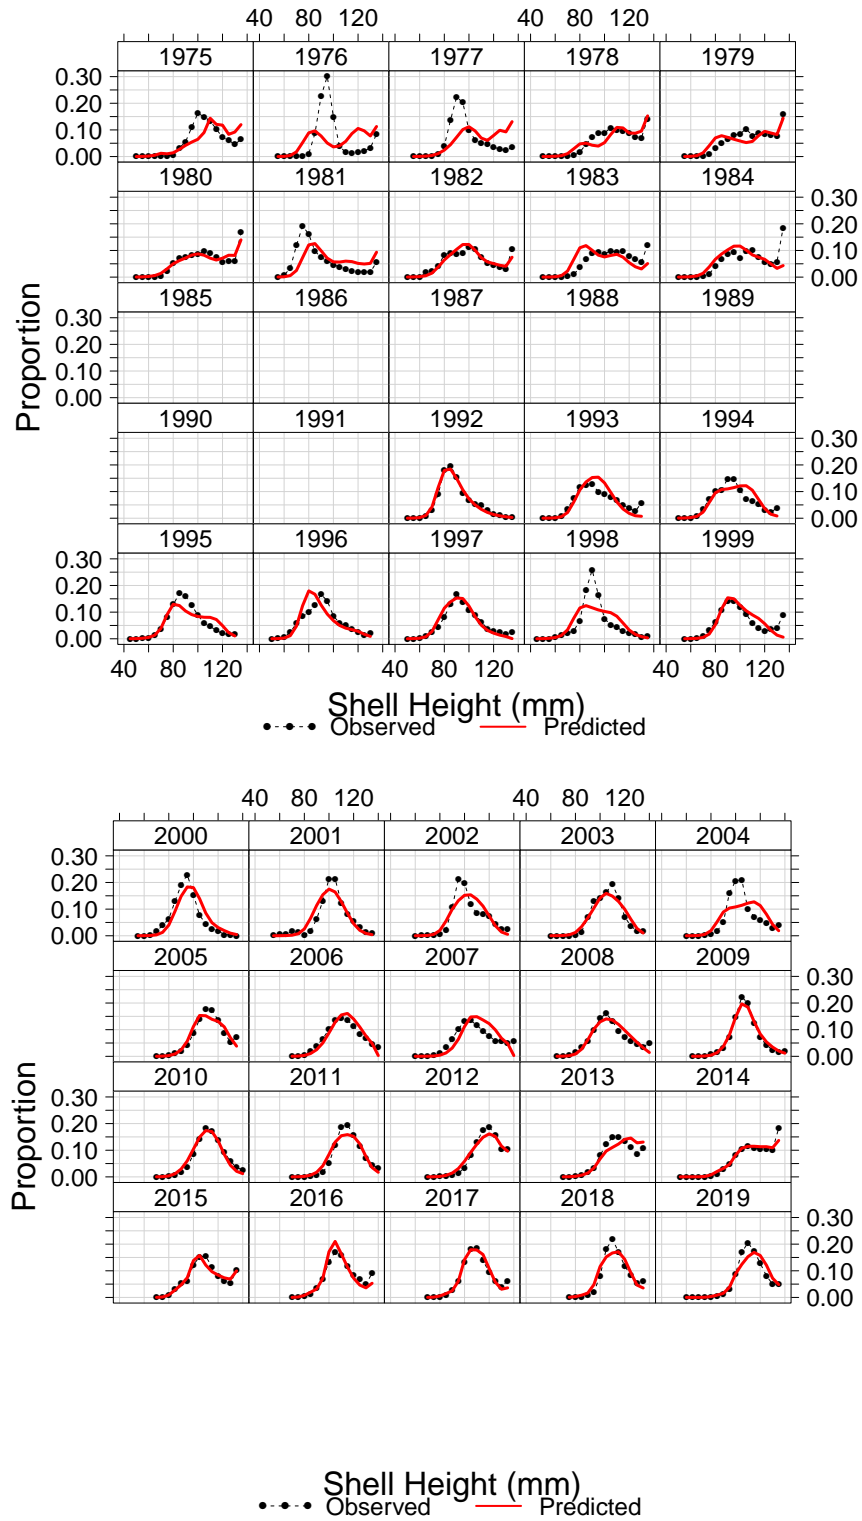 40 80 120 40 80 120
1975 1976 1977 1978 1979
0.30
0.20
0.10
0.00
1980 1981 1982 1983 1984
0.30
0.20
0.10
0.00
1985 1986 1987 1988 1989
0.30
0.20
0.10
0.00
1990 1991 1992 1993 1994
0.30
0.20
0.10
0.00
1995 1996 1997 1998 1999
0.30
0.20
0.10
0.00
Proportion
40 80 120 40 80 120 40 80 120
Shell Height (mm)
Observed Predicted
40 80 120 40 80 120
2000 2001 2002 2003 2004
0.30
0.20
0.10
0.00
2005 2006 2007 2008 2009
0.30
0.20
0.10
0.00
2010 2011 2012 2013 2014
0.30
0.20
0.10
0.00
2015 2016 2017 2018 2019
0.30
0.20
0.10
0.00
Proportion
Shell Height (mm)
Observed Predicted